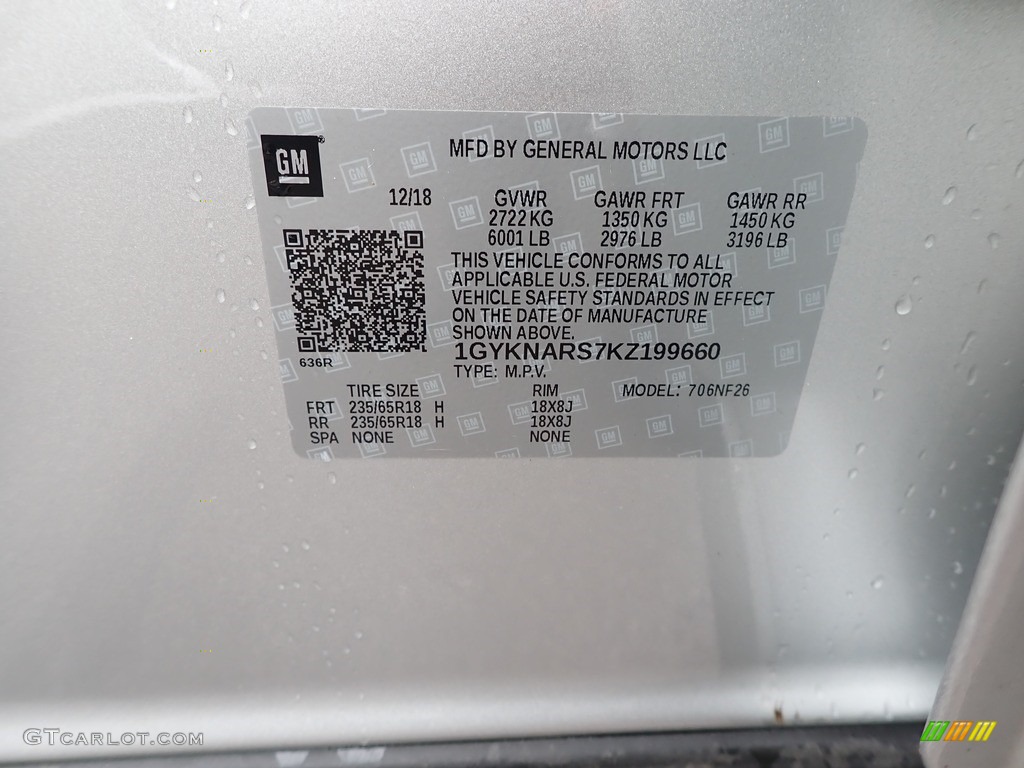 GM
MFD BY GENERAL MOTORS LLC
12/18 GVWR GAWR FRT GAWR RR
2722 KG 1350 KG 1450 KG
6001 LB 2976 LB 3196 LB
THIS VEHICLE CONFORMS TO ALL
APPLICABLE U.S. FEDERAL MOTOR
VEHICLE SAFETY STANDARDS IN EFFECT
ON THE DATE OF MANUFACTURE
SHOWN ABOVE.
1GYKNARS7KZ199660
636R
TYPE: M.P.V.
TIRE SIZE RIM MODEL: 706NF26
FRT 235/65R18 H 18X8J
RR 235/65R18 H 18X8J
SPA NONE NONE
GTCARLOT.COM